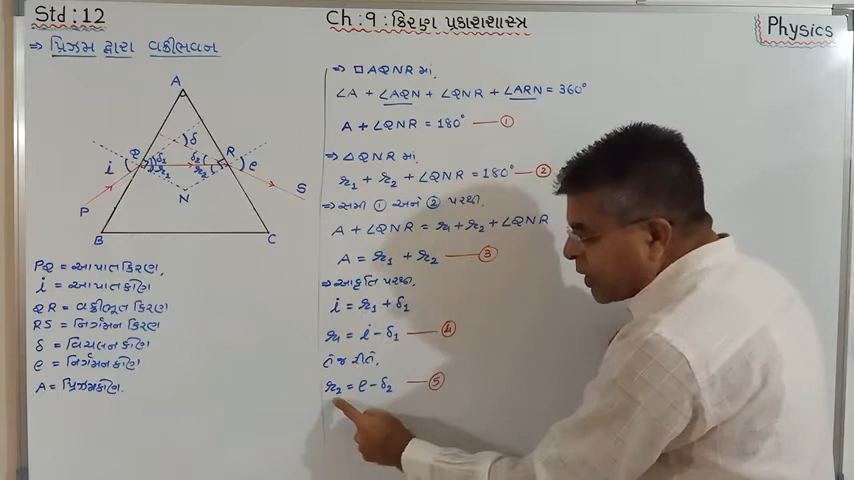 Std : 12
Ch : 9 : કિરણ પ્રકાશશાસ્ત્ર
Physics
⇒ પ્રિઝમ દ્વારા વક્રીભવન
A
δ
Q
R
i
δ₁
r₁
δ₂
r₂
e
P
N
S
B
C
PQ = આપાતકિરણ,
i = આપાતકોણ
QR = વક્રીભૂત કિરણ
RS = નિર્ગમન કિરણ
δ = વિચલન કોણ
e = નિર્ગમનકોણ
A = પ્રિઝમકોણ.
⇒ □AQNR માં,
∠A + ∠AQN + ∠QNR + ∠ARN = 360°
A + ∠QNR = 180° —— ①
⇒ △QNR માં,
r₁ + r₂ + ∠QNR = 180° —— ②
⇒ સમી ① અને ② પરથી,
A + ∠QNR = r₁ + r₂ + ∠QNR
A = r₁ + r₂ —— ③
⇒ આકૃતિ પરથી,
i = r₁ + δ₁
r₁ = i - δ₁ —— ④
તેજ રીતે,
r₂ = e - δ₂ —— ⑤